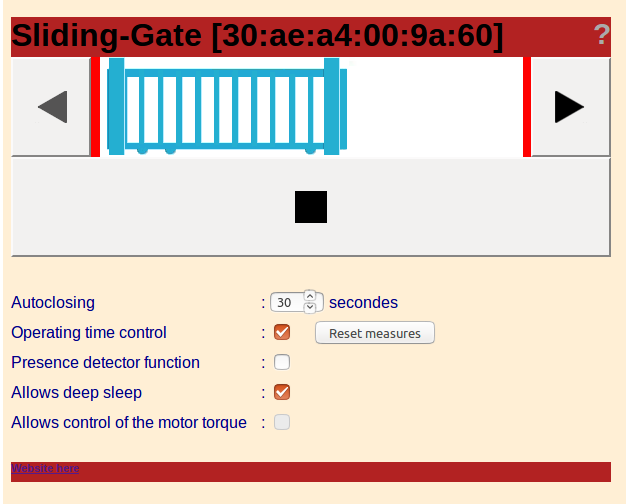 Sliding-Gate [30:ae:a4:00:9a:60] ?
Autoclosing : 30 secondes
Operating time control : Reset measures
Presence detector function :
Allows deep sleep :
Allows control of the motor torque :
Website here